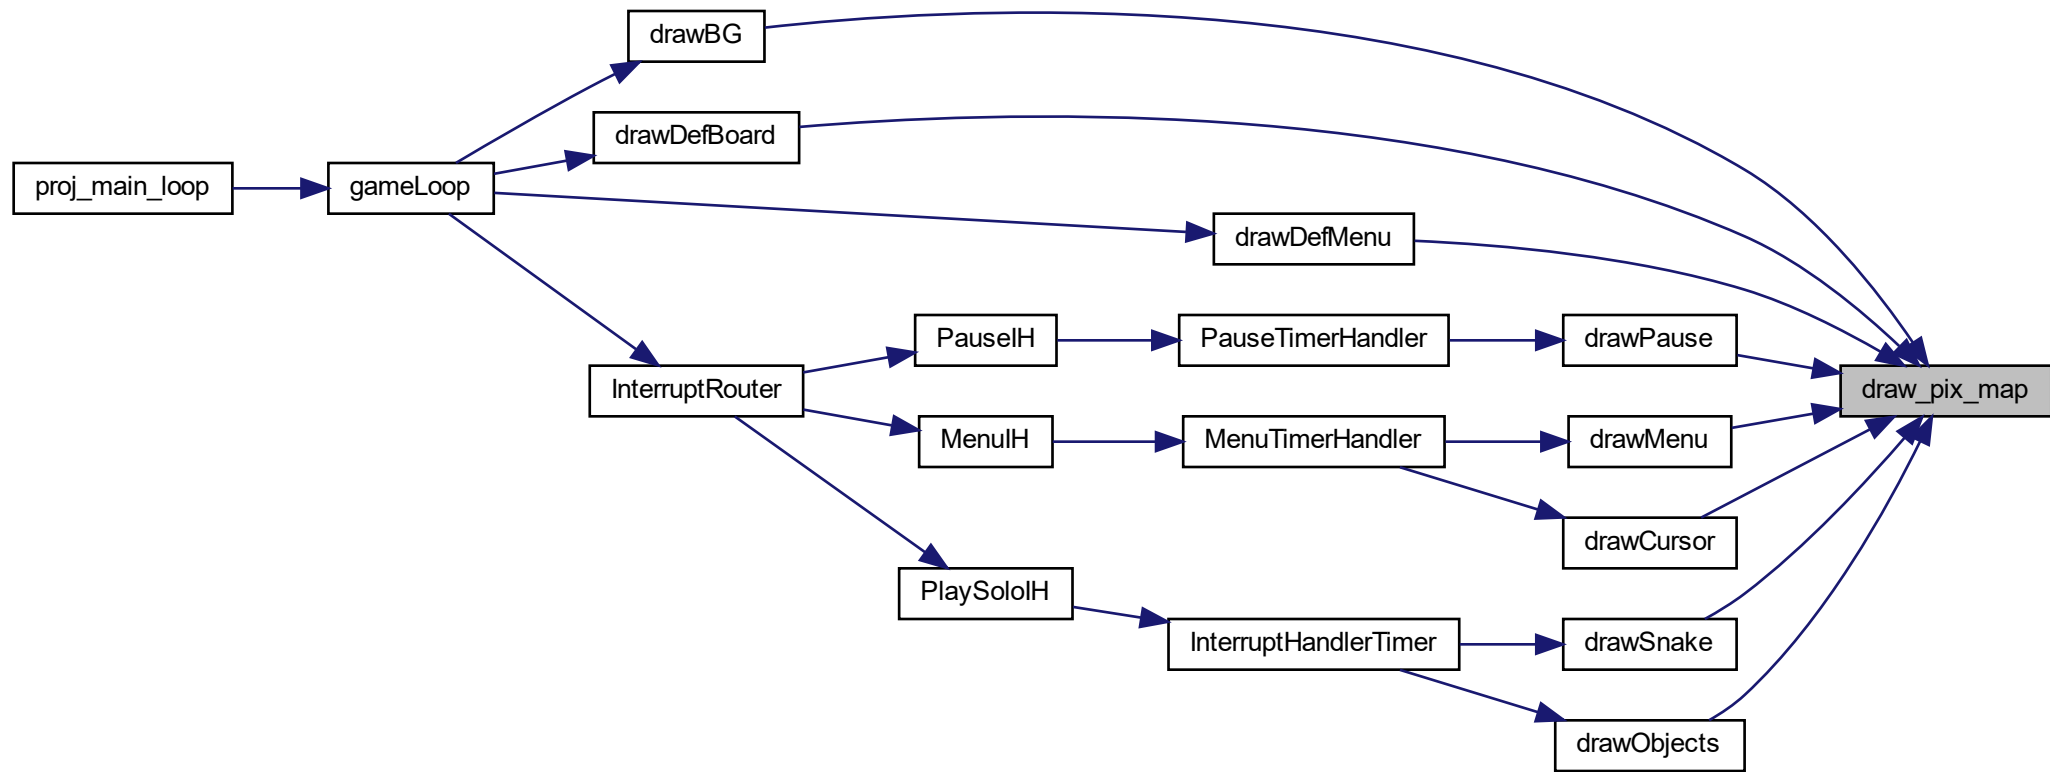 drawBG
drawDefBoard
proj_main_loop
gameLoop
drawDefMenu
PauseIH
PauseTimerHandler
drawPause
InterruptRouter
draw_pix_map
MenuIH
MenuTimerHandler
drawMenu
drawCursor
PlaySoloIH
InterruptHandlerTimer
drawSnake
drawObjects